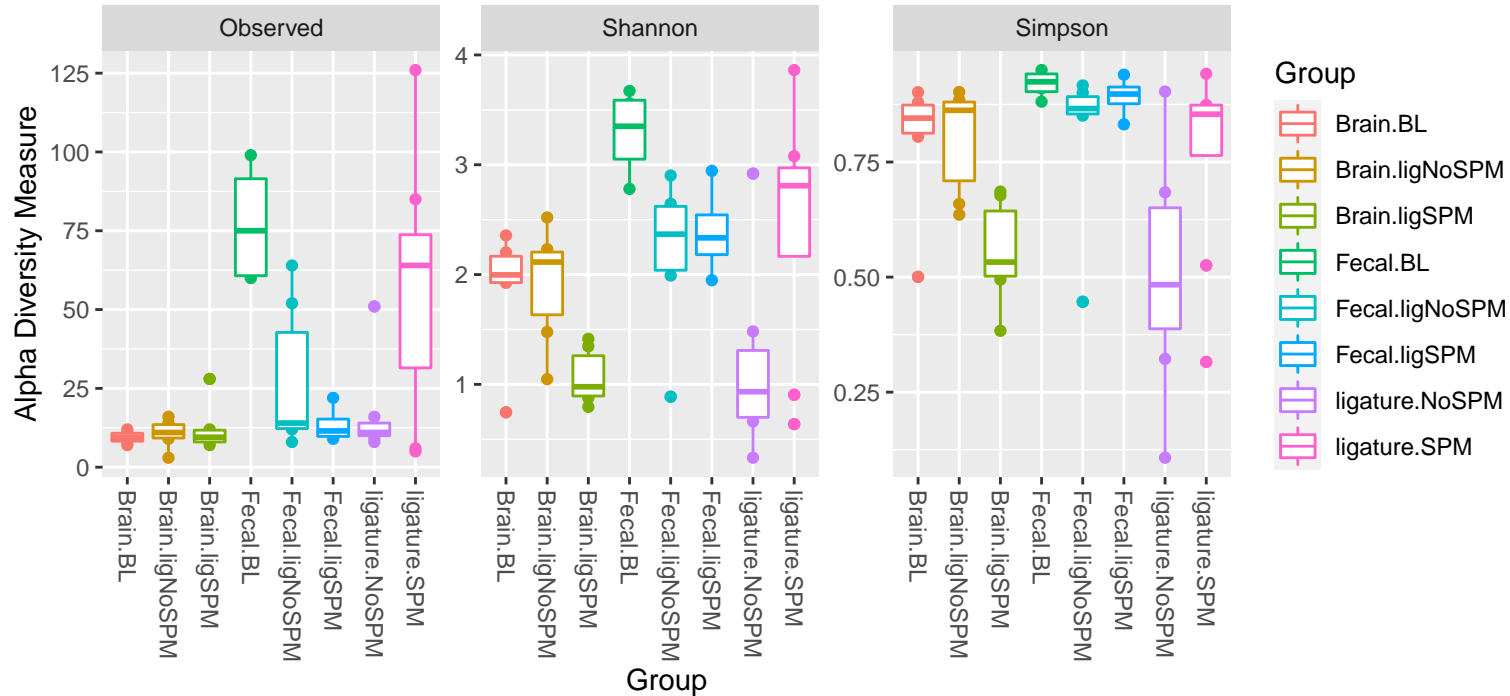 Observed
Shannon
Simpson
Alpha Diversity Measure
125
100
75
50
25
0
4
3
2
1
0.75
0.50
0.25
Brain.BL
Brain.ligNoSPM
Brain.ligSPM
Fecal.BL
Fecal.ligNoSPM
Fecal.ligSPM
ligature.NoSPM
ligature.SPM
Brain.BL
Brain.ligNoSPM
Brain.ligSPM
Fecal.BL
Fecal.ligNoSPM
Fecal.ligSPM
ligature.NoSPM
ligature.SPM
Brain.BL
Brain.ligNoSPM
Brain.ligSPM
Fecal.BL
Fecal.ligNoSPM
Fecal.ligSPM
ligature.NoSPM
ligature.SPM
Group
Group
Brain.BL
Brain.ligNoSPM
Brain.ligSPM
Fecal.BL
Fecal.ligNoSPM
Fecal.ligSPM
ligature.NoSPM
ligature.SPM